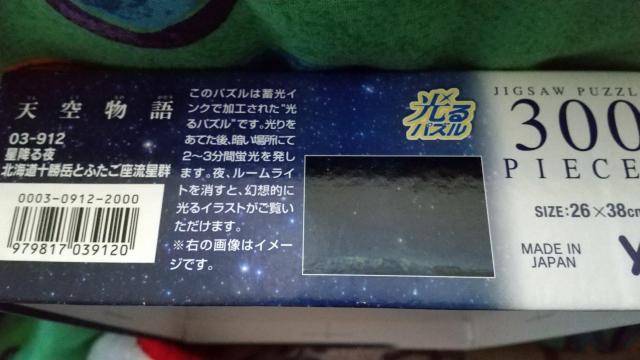 天空物語
03-912
星降る夜
北海道十勝岳とふたご座流星群
0003-0912-2000
979817 039120
このパズルは蓄光イ
ンクで加工された"光
るパズル"です。光りを
あてた後、暗い場所にて
2〜3分間蛍光を発し
ます。夜、ルームライ
トを消すと、幻想的に
光るイラストがご覧い
ただけます。
※右の画像はイメー
ジです。
光る
パズル
JIGSAW PUZZL
300
PIECE
SIZE:26×38cm
MADE IN
JAPAN